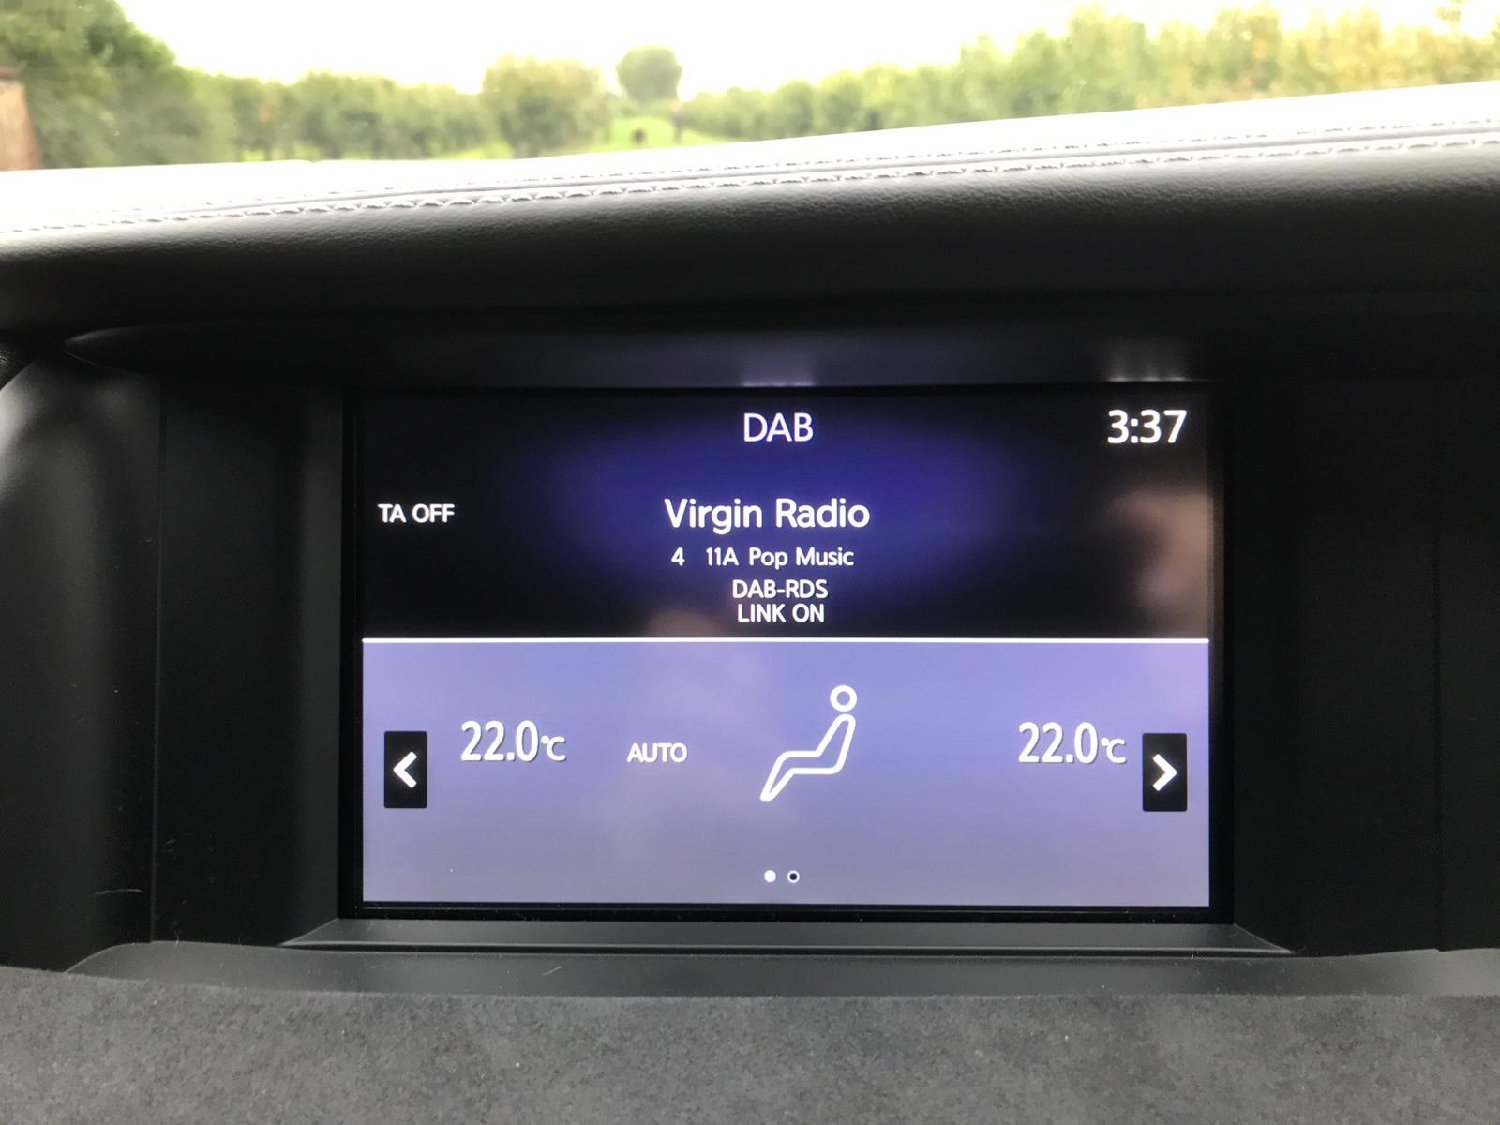 DAB
3:37
TA OFF
Virgin Radio
4 11A Pop Music
DAB-RDS
LINK ON
22.0℃
AUTO
22.0℃